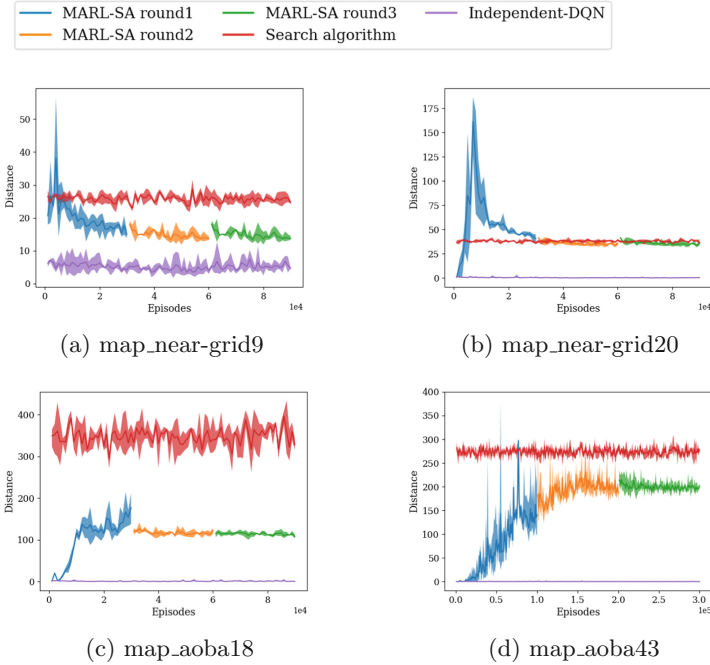 MARL-SA round1 MARL-SA round3 Independent-DQN
MARL-SA round2 Search algorithm
50
40
30
20
10
0
Distance
0 2 4 6 8
Episodes 1e4
(a) map_near-grid9
175
150
125
100
75
50
25
0
Distance
0 2 4 6 8
Episodes 1e4
(b) map_near-grid20
400
300
200
100
0
Distance
0 2 4 6 8
Episodes 1e4
(c) map_aoba18
400
350
300
250
200
150
100
50
0
Distance
0.0 0.5 1.0 1.5 2.0 2.5 3.0
Episodes 1e5
(d) map_aoba43